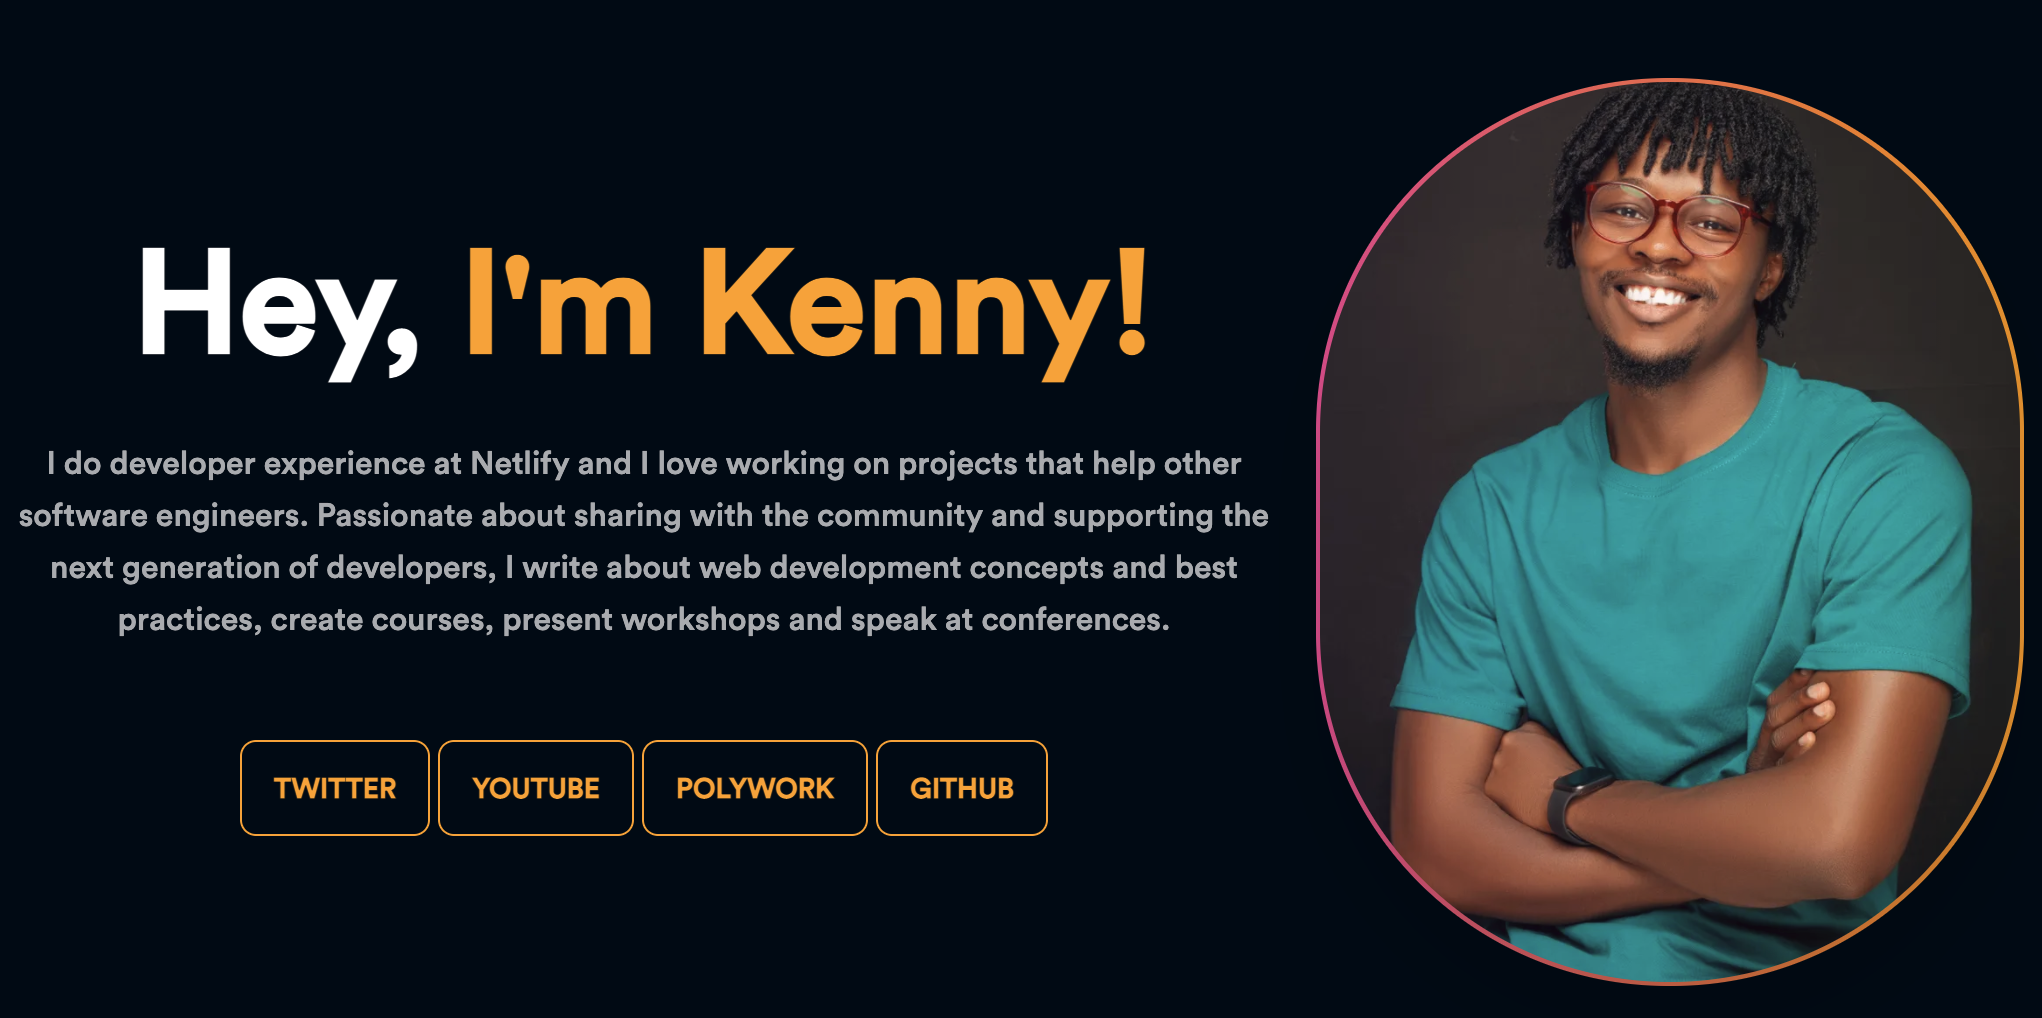 Hey, I'm Kenny!
I do developer experience at Netlify and I love working on projects that help other
software engineers. Passionate about sharing with the community and supporting the
next generation of developers, I write about web development concepts and best
practices, create courses, present workshops and speak at conferences.
TWITTER YOUTUBE POLYWORK GITHUB